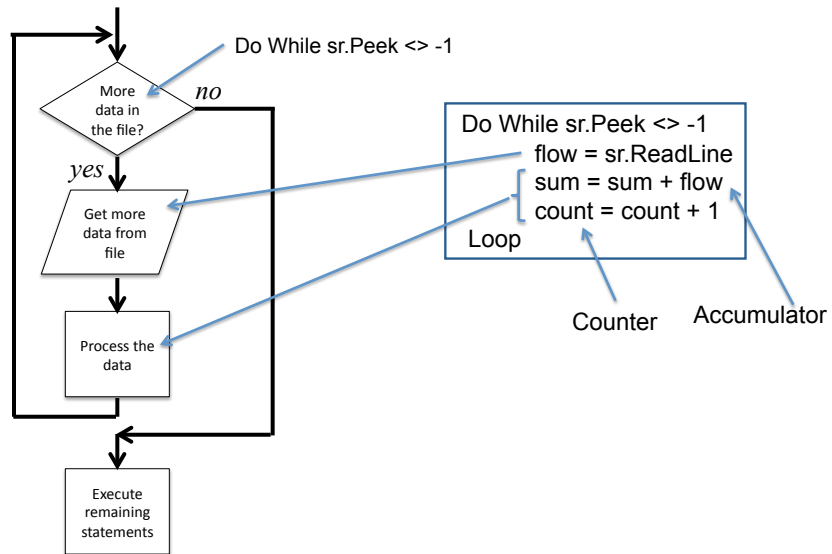 Do While sr.Peek <> -1
More
data in
the file?
no
yes
Get more
data from
file
Process the
data
Execute
remaining
statements
Do While sr.Peek <> -1
flow = sr.ReadLine
sum = sum + flow
count = count + 1
Loop
Counter
Accumulator